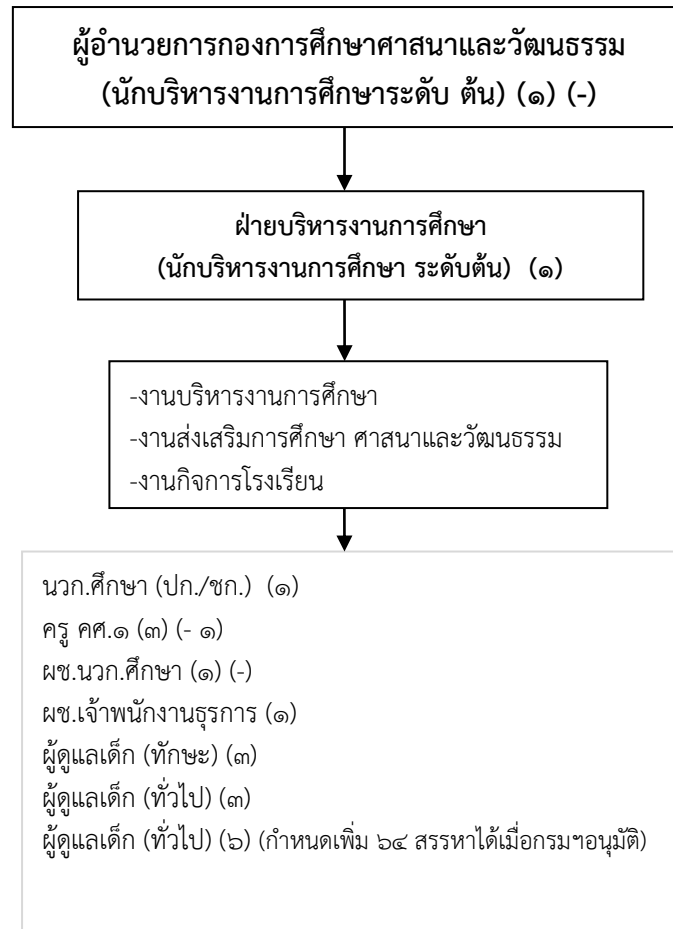 ผู้อำนวยการกองการศึกษาศาสนาและวัฒนธรรม
(นักบริหารงานการศึกษาระดับ ต้น) (๑) (-)
ฝ่ายบริหารงานการศึกษา
(นักบริหารงานการศึกษา ระดับต้น) (๑)
-งานบริหารงานการศึกษา
-งานส่งเสริมการศึกษา ศาสนาและวัฒนธรรม
-งานกิจการโรงเรียน
นวก.ศึกษา (ปก./ชก.) (๑)
ครู คศ.๑ (๓) (- ๑)
ผช.นวก.ศึกษา (๑) (-)
ผช.เจ้าพนักงานธุรการ (๑)
ผู้ดูแลเด็ก (ทักษะ) (๓)
ผู้ดูแลเด็ก (ทั่วไป) (๓)
ผู้ดูแลเด็ก (ทั่วไป) (๖) (กำหนดเพิ่ม ๖๔ สรรหาได้เมื่อกรมฯอนุมัติ)